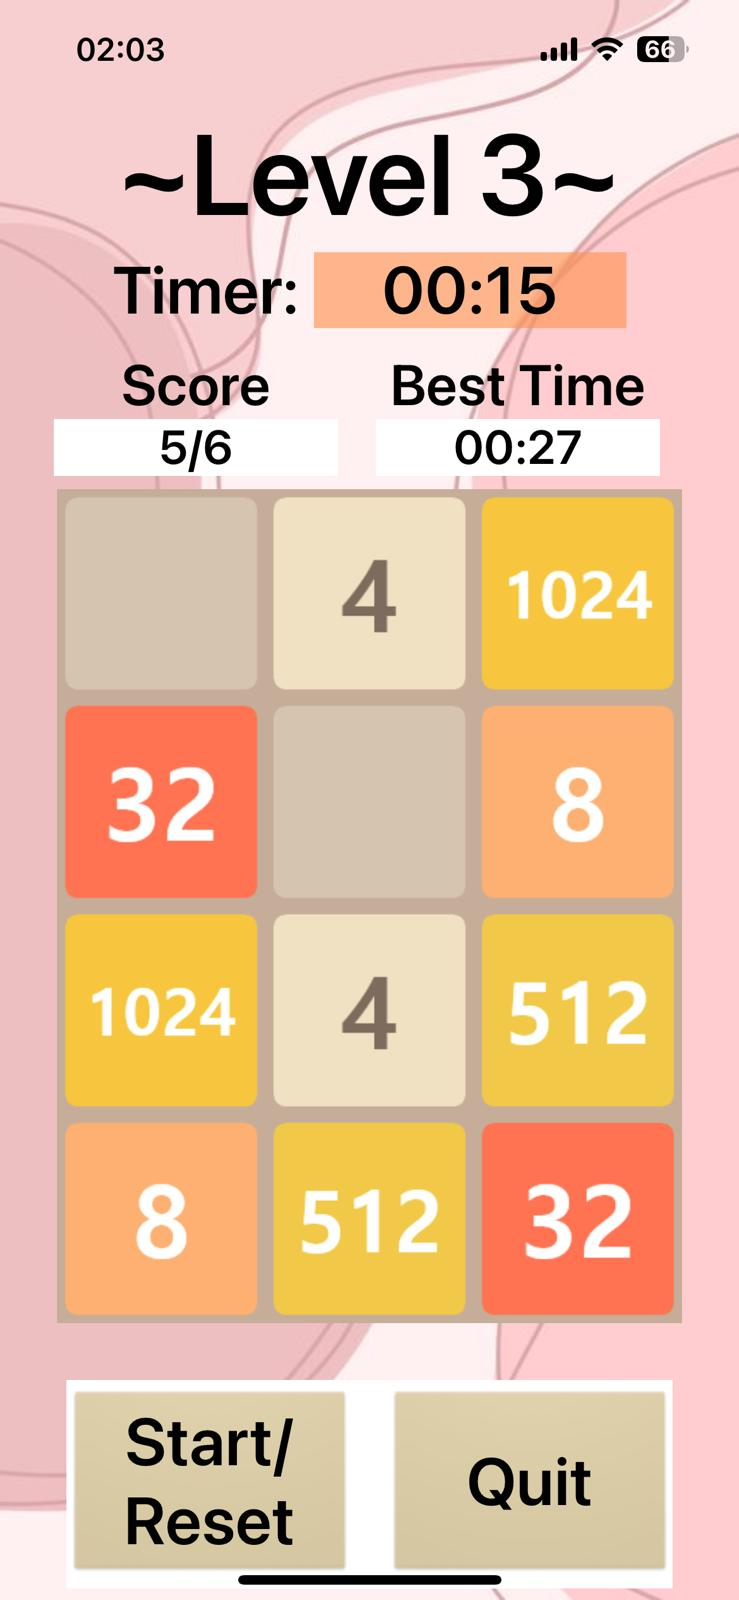 02:03 66
~Level 3~
Timer: 00:15
Score Best Time
5/6 00:27
4 1024
32 8
1024 4 512
8 512 32
Start/
Reset
Quit